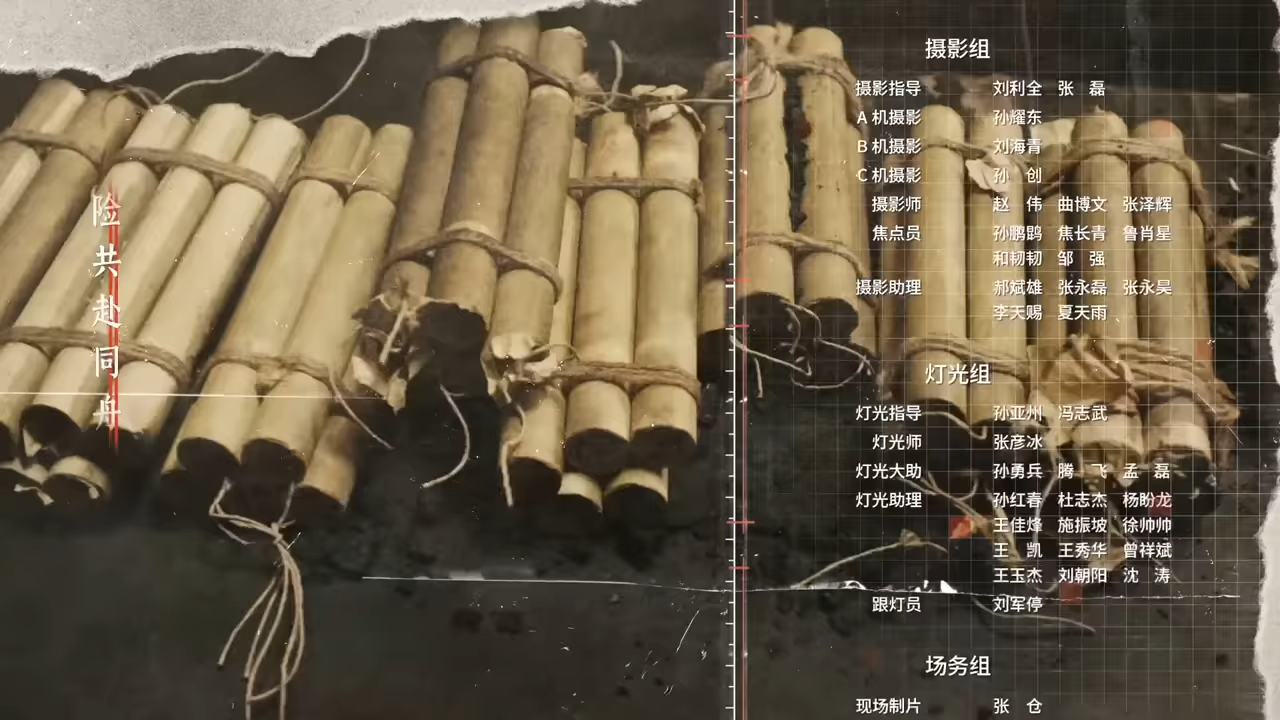 险共赴同舟
摄影组
摄影指导 刘利全 张 磊
A 机摄影 孙耀东
B 机摄影 刘海青
C 机摄影 孙 创
摄影师 赵 伟 曲博文 张泽辉
焦点员 孙鹏鹍 焦长青 鲁肖星
和韧韧 邹 强
摄影助理 郝斌雄 张永磊 张永昊
李天赐 夏天雨
灯光组
灯光指导 孙亚州 冯志武
灯光师 张彦冰
灯光大助 孙勇兵 腾 飞 孟 磊
灯光助理 孙红春 杜志杰 杨盼龙
王佳烽 施振坡 徐帅帅
王 凯 王秀华 曾祥斌
王玉杰 刘朝阳 沈 涛
跟灯员 刘军停
场务组
现场制片 张 仓